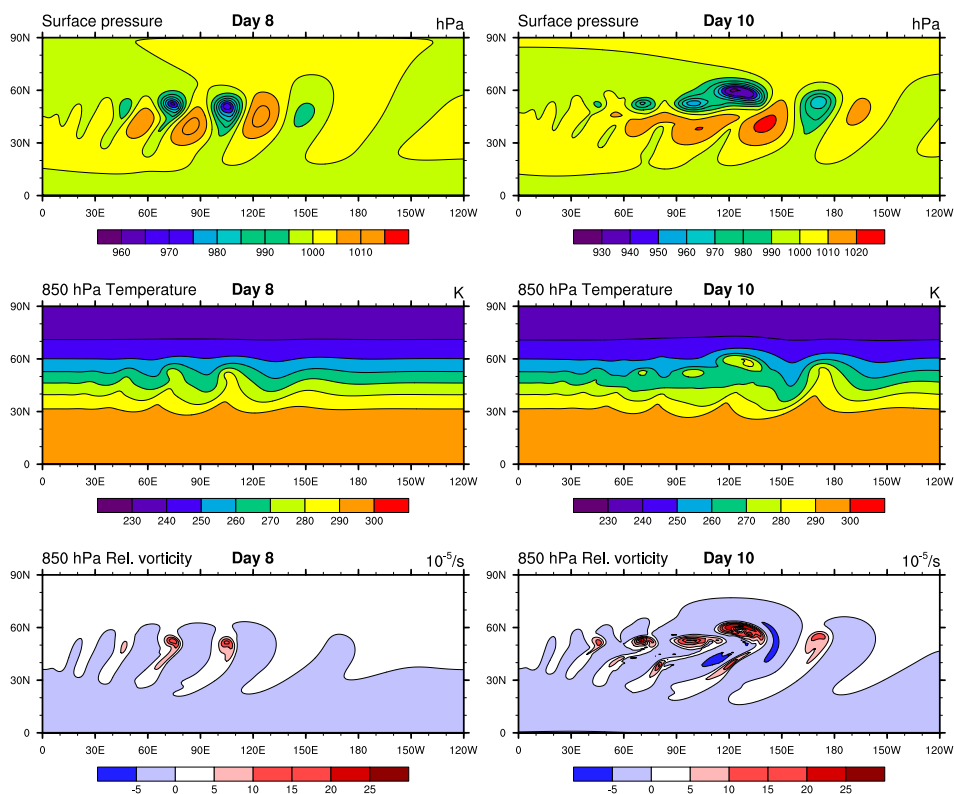 Surface pressure Day 8 hPa
90N
60N
30N
0
0 30E 60E 90E 120E 150E 180 150W 120W
960 970 980 990 1000 1010
Surface pressure Day 10 hPa
90N
60N
30N
0
0 30E 60E 90E 120E 150E 180 150W 120W
930 940 950 960 970 980 990 1000 1010 1020
850 hPa Temperature Day 8 K
90N
60N
30N
0
0 30E 60E 90E 120E 150E 180 150W 120W
230 240 250 260 270 280 290 300
850 hPa Temperature Day 10 K
90N
60N
30N
0
0 30E 60E 90E 120E 150E 180 150W 120W
230 240 250 260 270 280 290 300
850 hPa Rel. vorticity Day 8 10⁻⁵/s
90N
60N
30N
0
0 30E 60E 90E 120E 150E 180 150W 120W
-5 0 5 10 15 20 25
850 hPa Rel. vorticity Day 10 10⁻⁵/s
90N
60N
30N
0
0 30E 60E 90E 120E 150E 180 150W 120W
-5 0 5 10 15 20 25